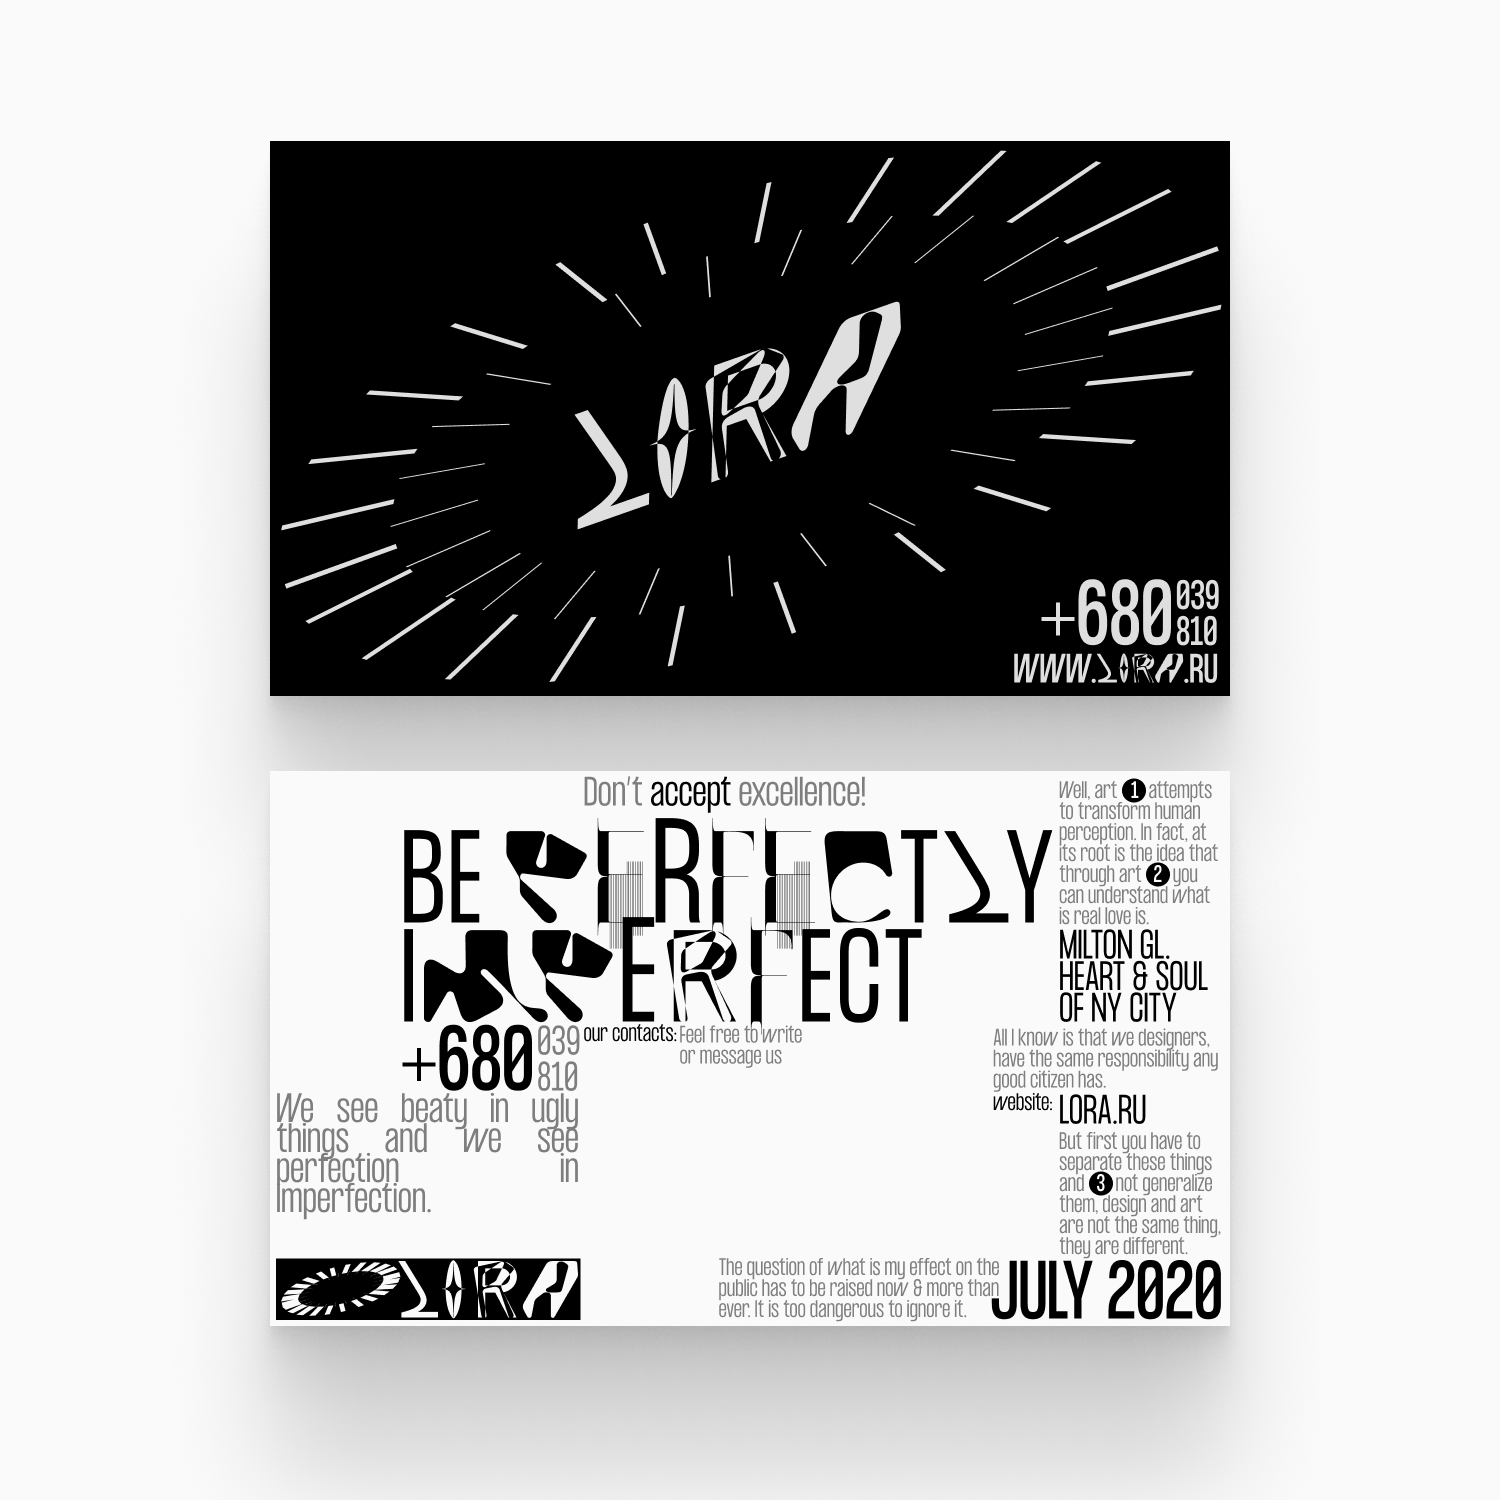 LORA
+680 039
810
WWW.LORA.RU
Don't accept excellence!
BE PERFECTLY
IMPERFECT
+680 039
810
our contacts: Feel free to write
or message us
We see beaty in ugly
things and we see
perfection in
Imperfection.
LORA
Well, art 1 attempts
to transform human
perception. In fact, at
its root is the idea that
through art 2 you
can understand what
is real love is.
MILTON GL.
HEART & SOUL
OF NY CITY
All I know is that we designers,
have the same responsibility any
good citizen has.
website: LORA.RU
But first you have to
separate these things
and 3 not generalize
them, design and art
are not the same thing,
they are different.
The question of what is my effect on the
public has to be raised now & more than
ever. It is too dangerous to ignore it.
JULY 2020